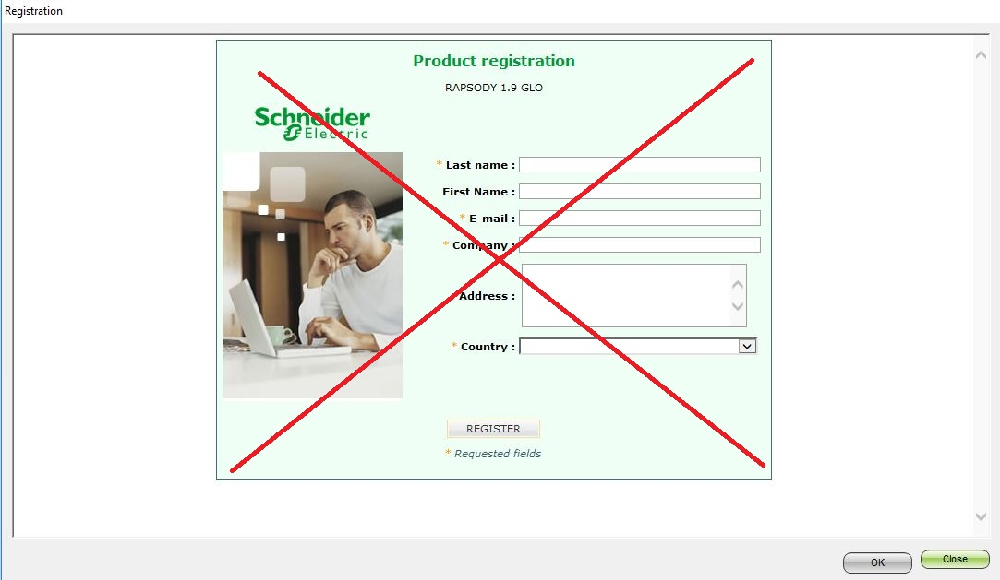 Registration
Product registration
RAPSODY 1.9 GLO
Schneider
Electric
* Last name :
First Name :
* E-mail :
* Company :
Address :
* Country :
REGISTER
* Requested fields
OK
Close